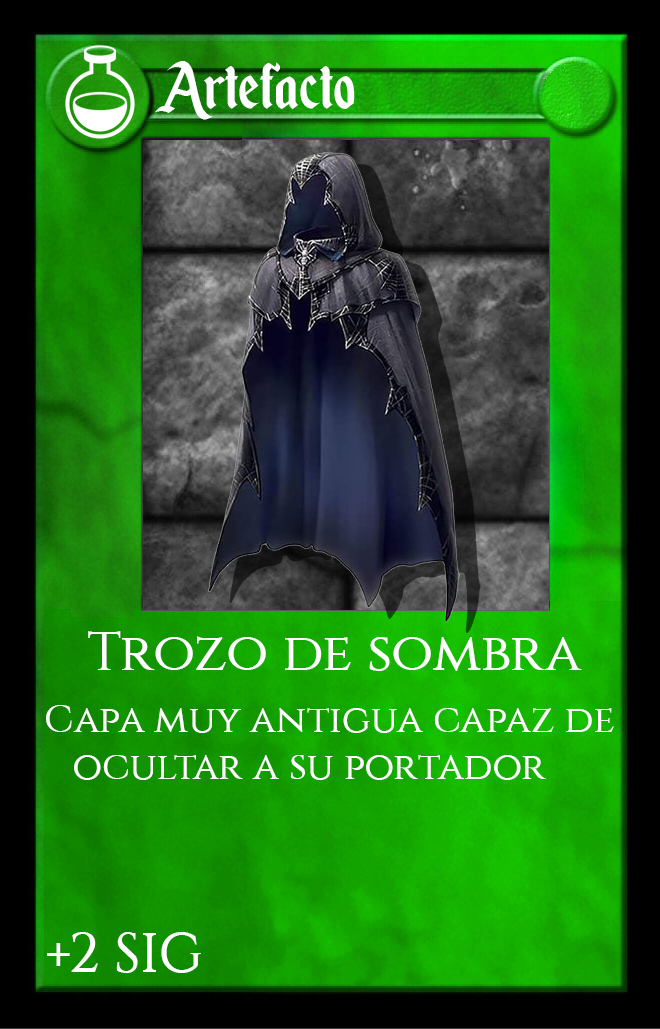 Artefacto
Trozo de sombra
Capa muy antigua capaz de
ocultar a su portador
+2 SIG